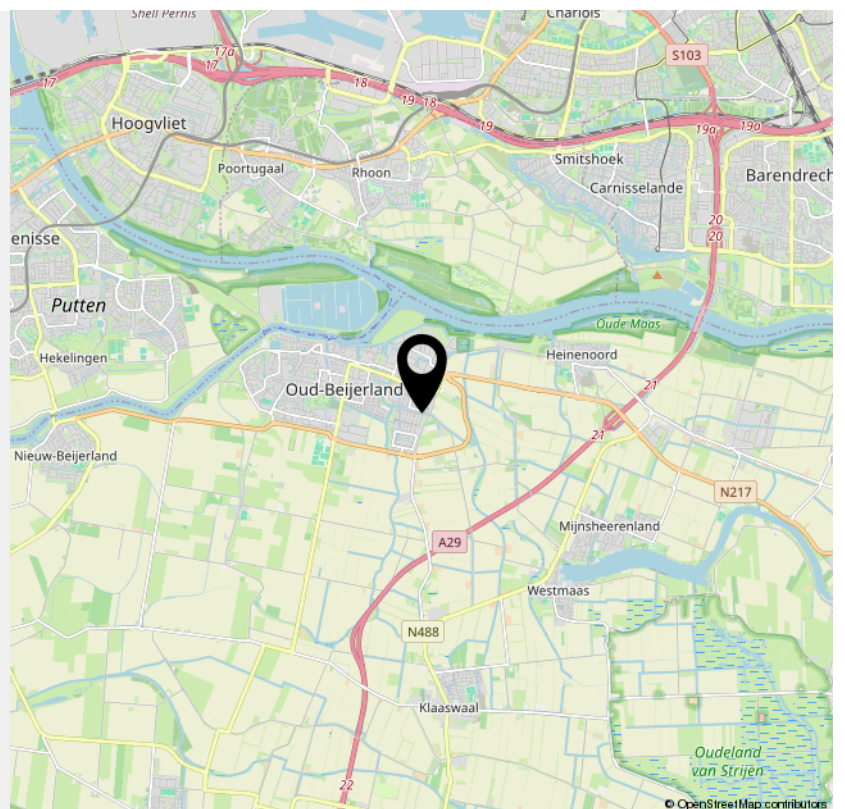 Shell Pernis
Charlois
17a
S103
17
17
18
19
18
19
19a
19a
Hoogvliet
Poortugaal
Rhoon
Smitshoek
Carnisselande
Barendrech
20
20
enisse
Putten
Oude Maas
Hekelingen
Heinenoord
Oud-Beijerland
21
21
Nieuw-Beijerland
N217
Mijnsheerenland
A29
Westmaas
N488
Klaaswaal
Oudeland
van Strijen
22
© OpenStreetMap contributors